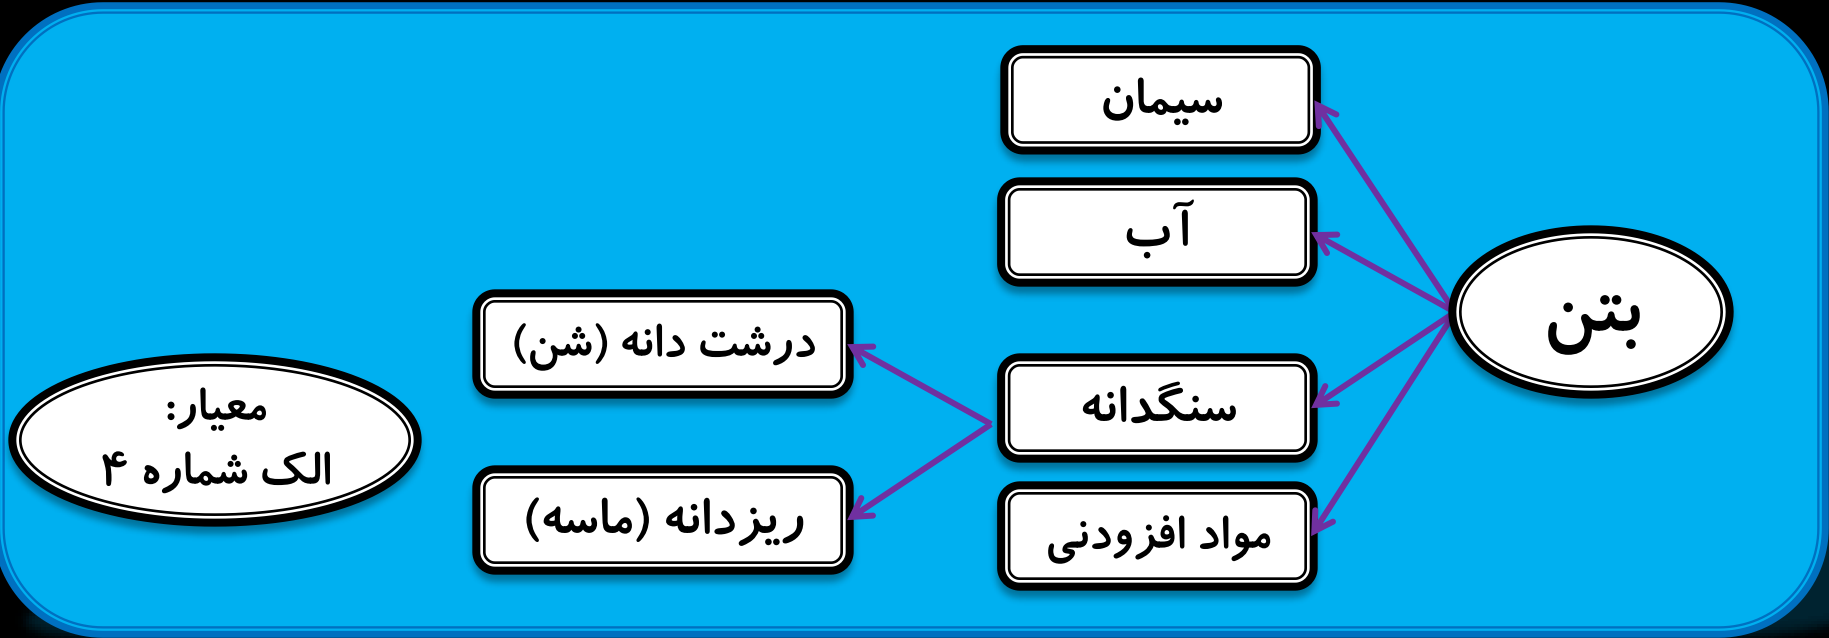 بتن
سیمان
آب
سنگدانه
مواد افزودنی
درشت دانه (شن)
ریزدانه (ماسه)
معیار:
الک شماره ۴